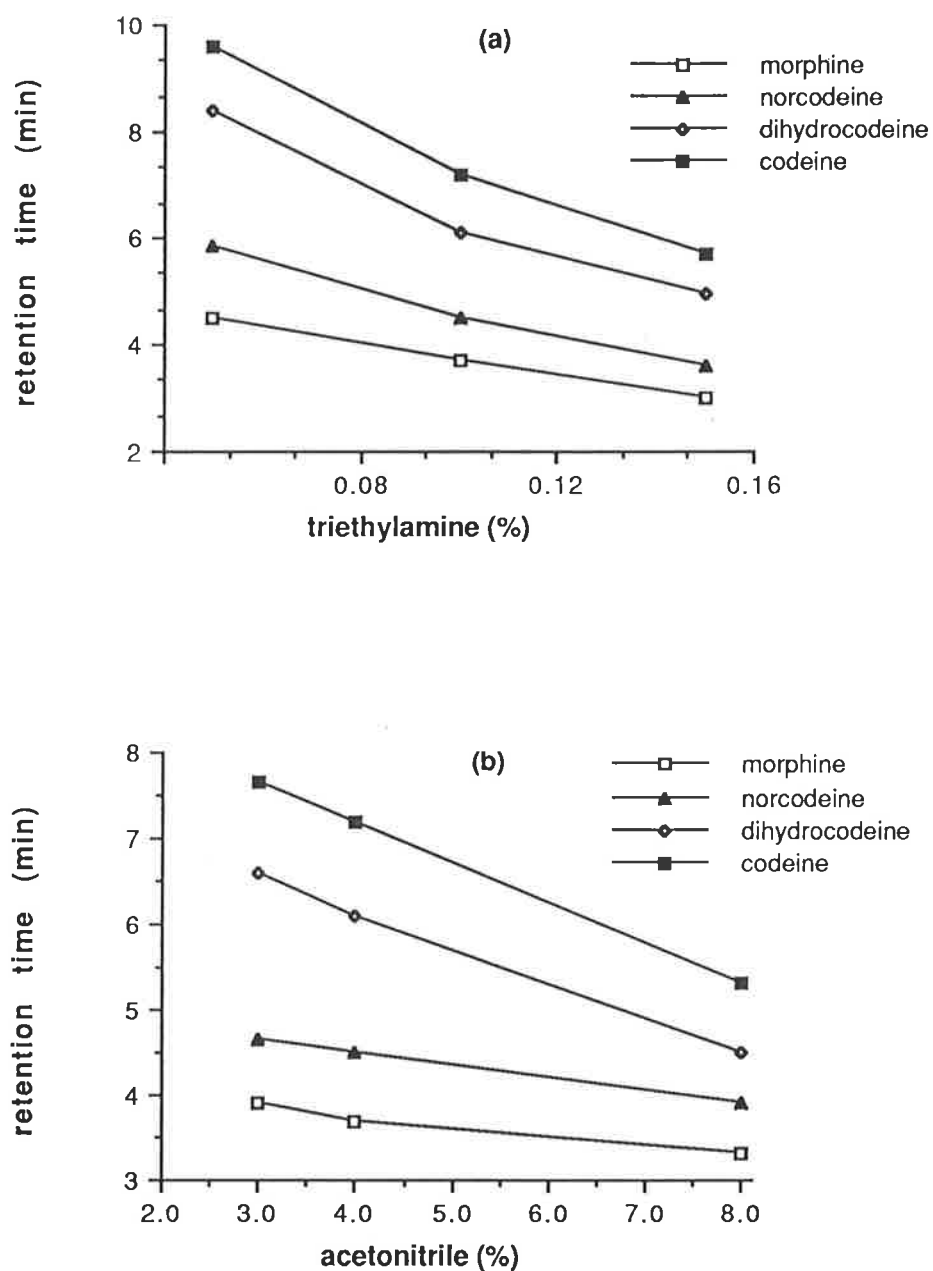 (a)
10
8
6
4
2
retention time (min)
morphine
norcodeine
dihydrocodeine
codeine
0.08 0.12 0.16
triethylamine (%)
(b)
8
7
6
5
4
3
retention time (min)
morphine
norcodeine
dihydrocodeine
codeine
2.0 3.0 4.0 5.0 6.0 7.0 8.0
acetonitrile (%)